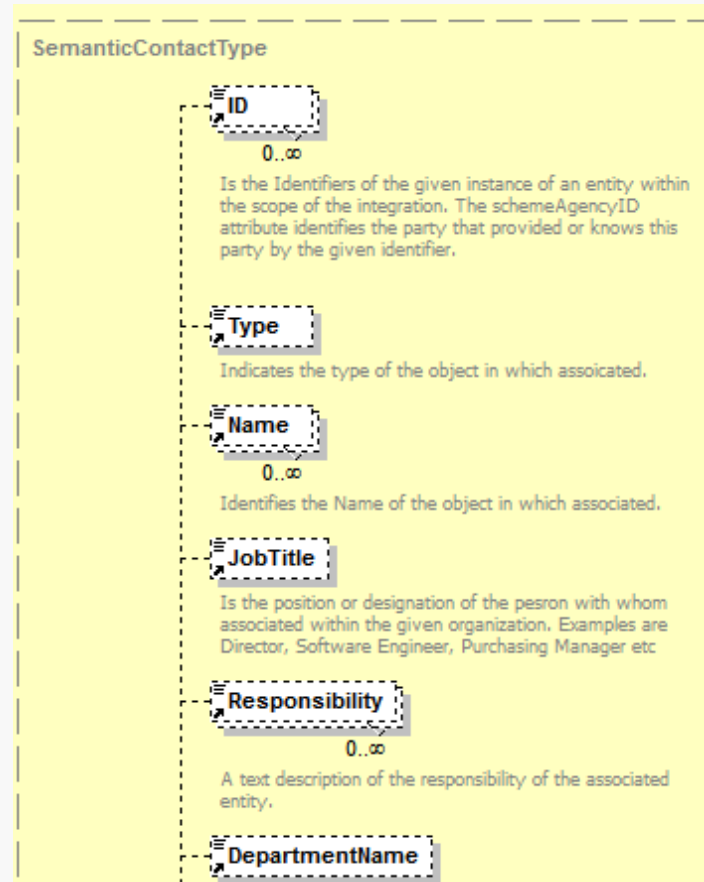 SemanticContactType
ID
0..∞
Is the Identifiers of the given instance of an entity within
the scope of the integration. The schemeAgencyID
attribute identifies the party that provided or knows this
party by the given identifier.
Type
Indicates the type of the object in which assoicated.
Name
0..∞
Identifies the Name of the object in which associated.
JobTitle
Is the position or designation of the pesron with whom
associated within the given organization. Examples are
Director, Software Engineer, Purchasing Manager etc
Responsibility
0..∞
A text description of the responsibility of the associated
entity.
DepartmentName